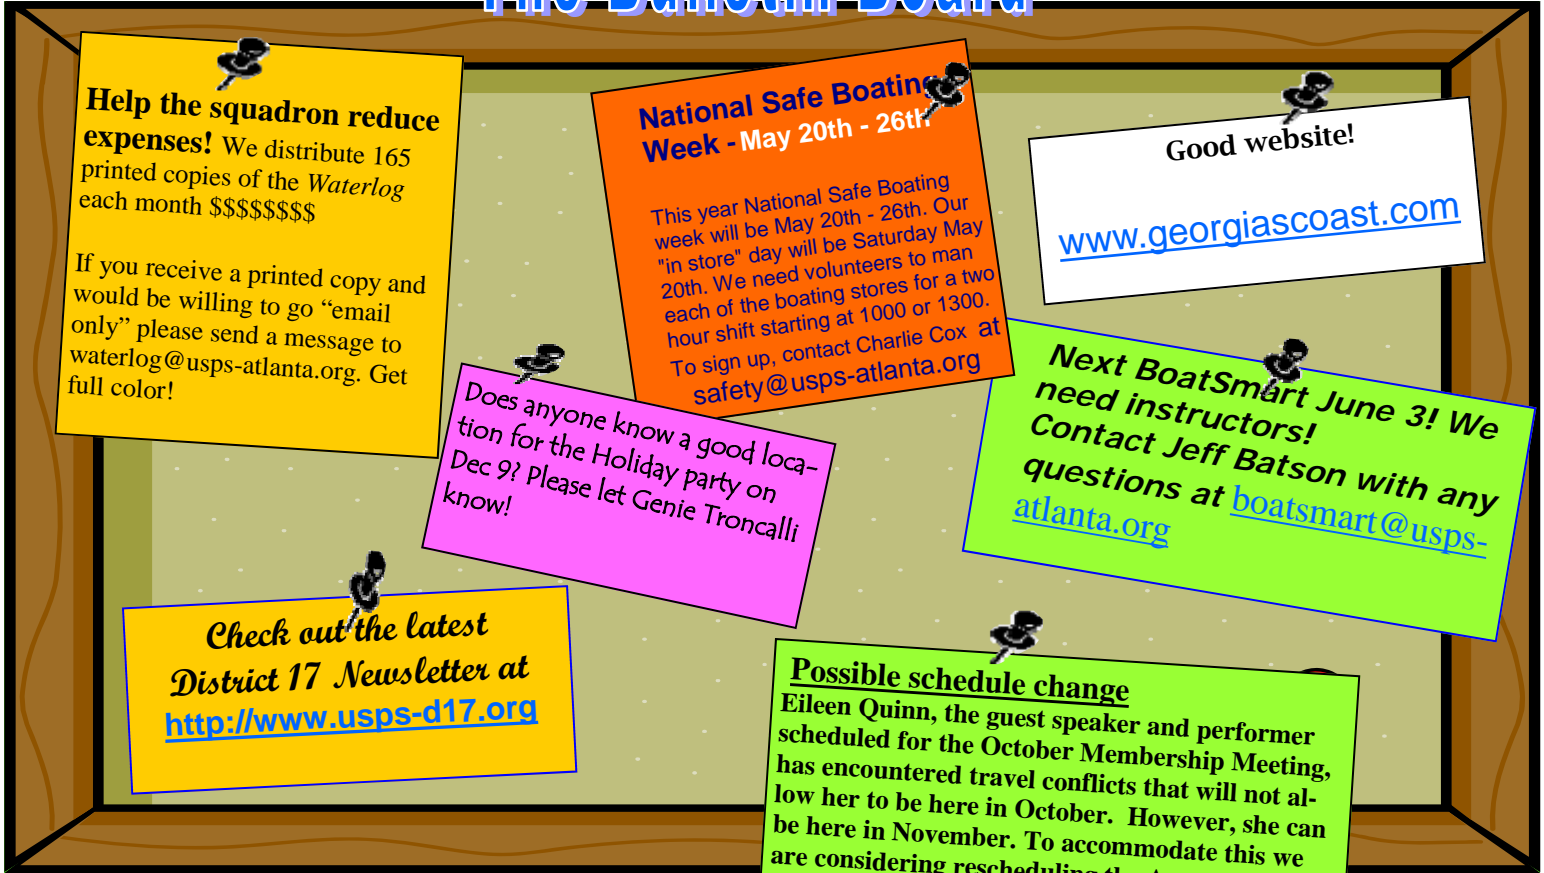 The Bulletin Board
Help the squadron reduce
expenses! We distribute 165
printed copies of the Waterlog
each month $$$$$$$$
If you receive a printed copy and
would be willing to go “email
only” please send a message to
waterlog@usps-atlanta.org. Get
full color!
National Safe Boating
Week - May 20th - 26th
This year National Safe Boating
week will be May 20th - 26th. Our
"in store" day will be Saturday May
20th. We need volunteers to man
each of the boating stores for a two
hour shift starting at 1000 or 1300.
To sign up, contact Charlie Cox at
safety@usps-atlanta.org
Good website!
www.georgiascoast.com
Does anyone know a good loca-
tion for the Holiday party on
Dec 9? Please let Genie Troncalli
know!
Next BoatSmart June 3! We
need instructors!
Contact Jeff Batson with any
questions at boatsmart@usps-
atlanta.org
Check out the latest
District 17 Newsletter at
http://www.usps-d17.org
Possible schedule change
Eileen Quinn, the guest speaker and performer
scheduled for the October Membership Meeting,
has encountered travel conflicts that will not al-
low her to be here in October. However, she can
be here in November. To accommodate this we
are considering rescheduling the